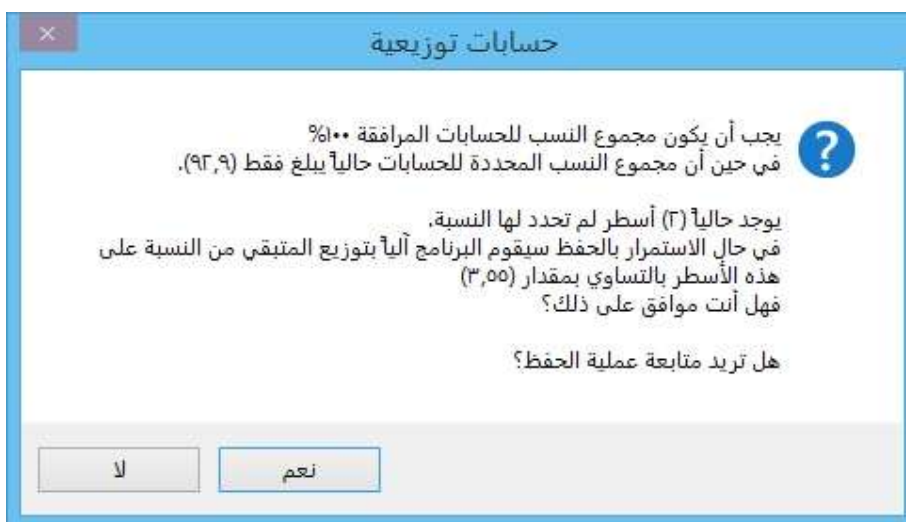 حسابات توزيعية
يجب أن يكون مجموع النسب للحسابات المرافقة ١٠٠%
في حين أن مجموع النسب المحددة للحسابات حالياً يبلغ فقط (٩٢,٩).
يوجد حالياً (٢) أسطر لم تحدد لها النسبة.
في حال الاستمرار بالحفظ سيقوم البرنامج آلياً بتوزيع المتبقي من النسبة على
هذه الأسطر بالتساوي بمقدار (٣,٥٥)
فهل أنت موافق على ذلك؟
هل تريد متابعة عملية الحفظ؟
نعم
لا